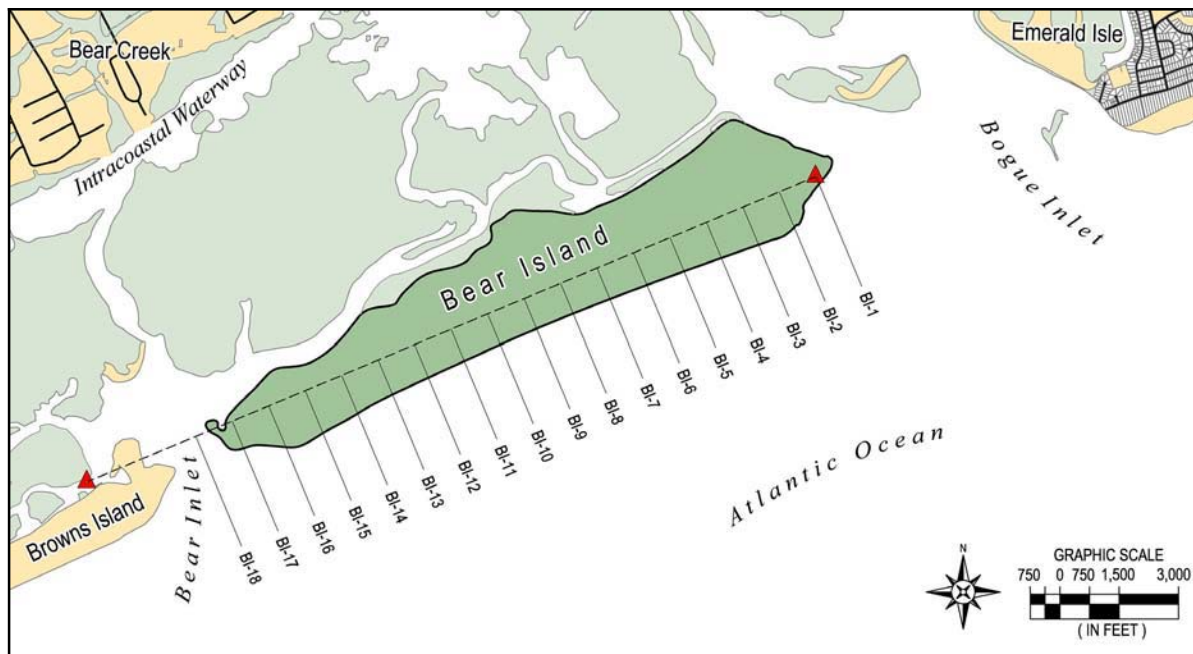 Bear Creek
Emerald Isle
Intracoastal Waterway
Bogue Inlet
Bear Island
BI-1
BI-2
BI-3
BI-4
BI-5
BI-6
BI-7
BI-8
BI-9
BI-10
BI-11
BI-12
BI-13
BI-14
BI-15
BI-16
BI-17
BI-18
Atlantic Ocean
Bear Inlet
Browns Island
N
GRAPHIC SCALE
750 0 750 1,500 3,000
( IN FEET )